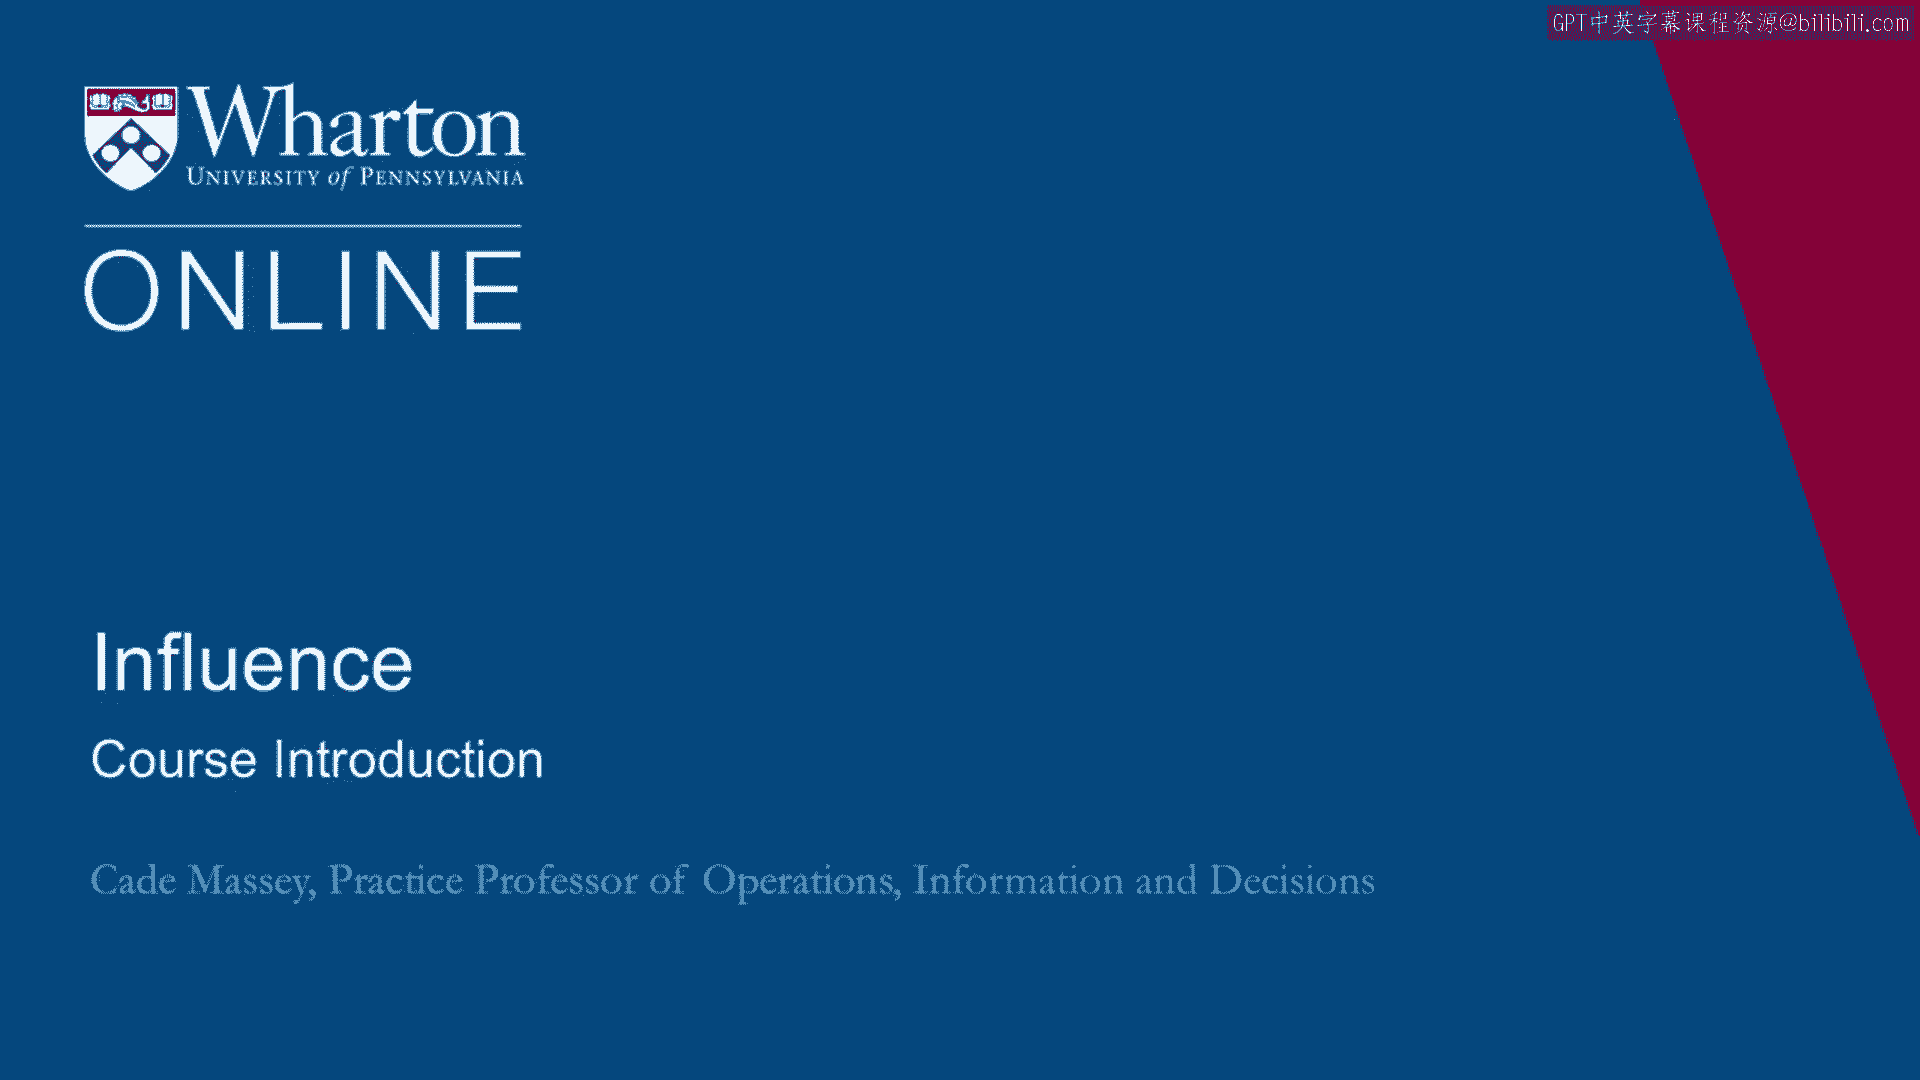 GPT中英字幕课程资源@bilibili.com
Wharton
UNIVERSITY of PENNSYLVANIA
ONLINE
Influence
Course Introduction
Cade Massey, Practice Professor of Operations, Information and Decisions